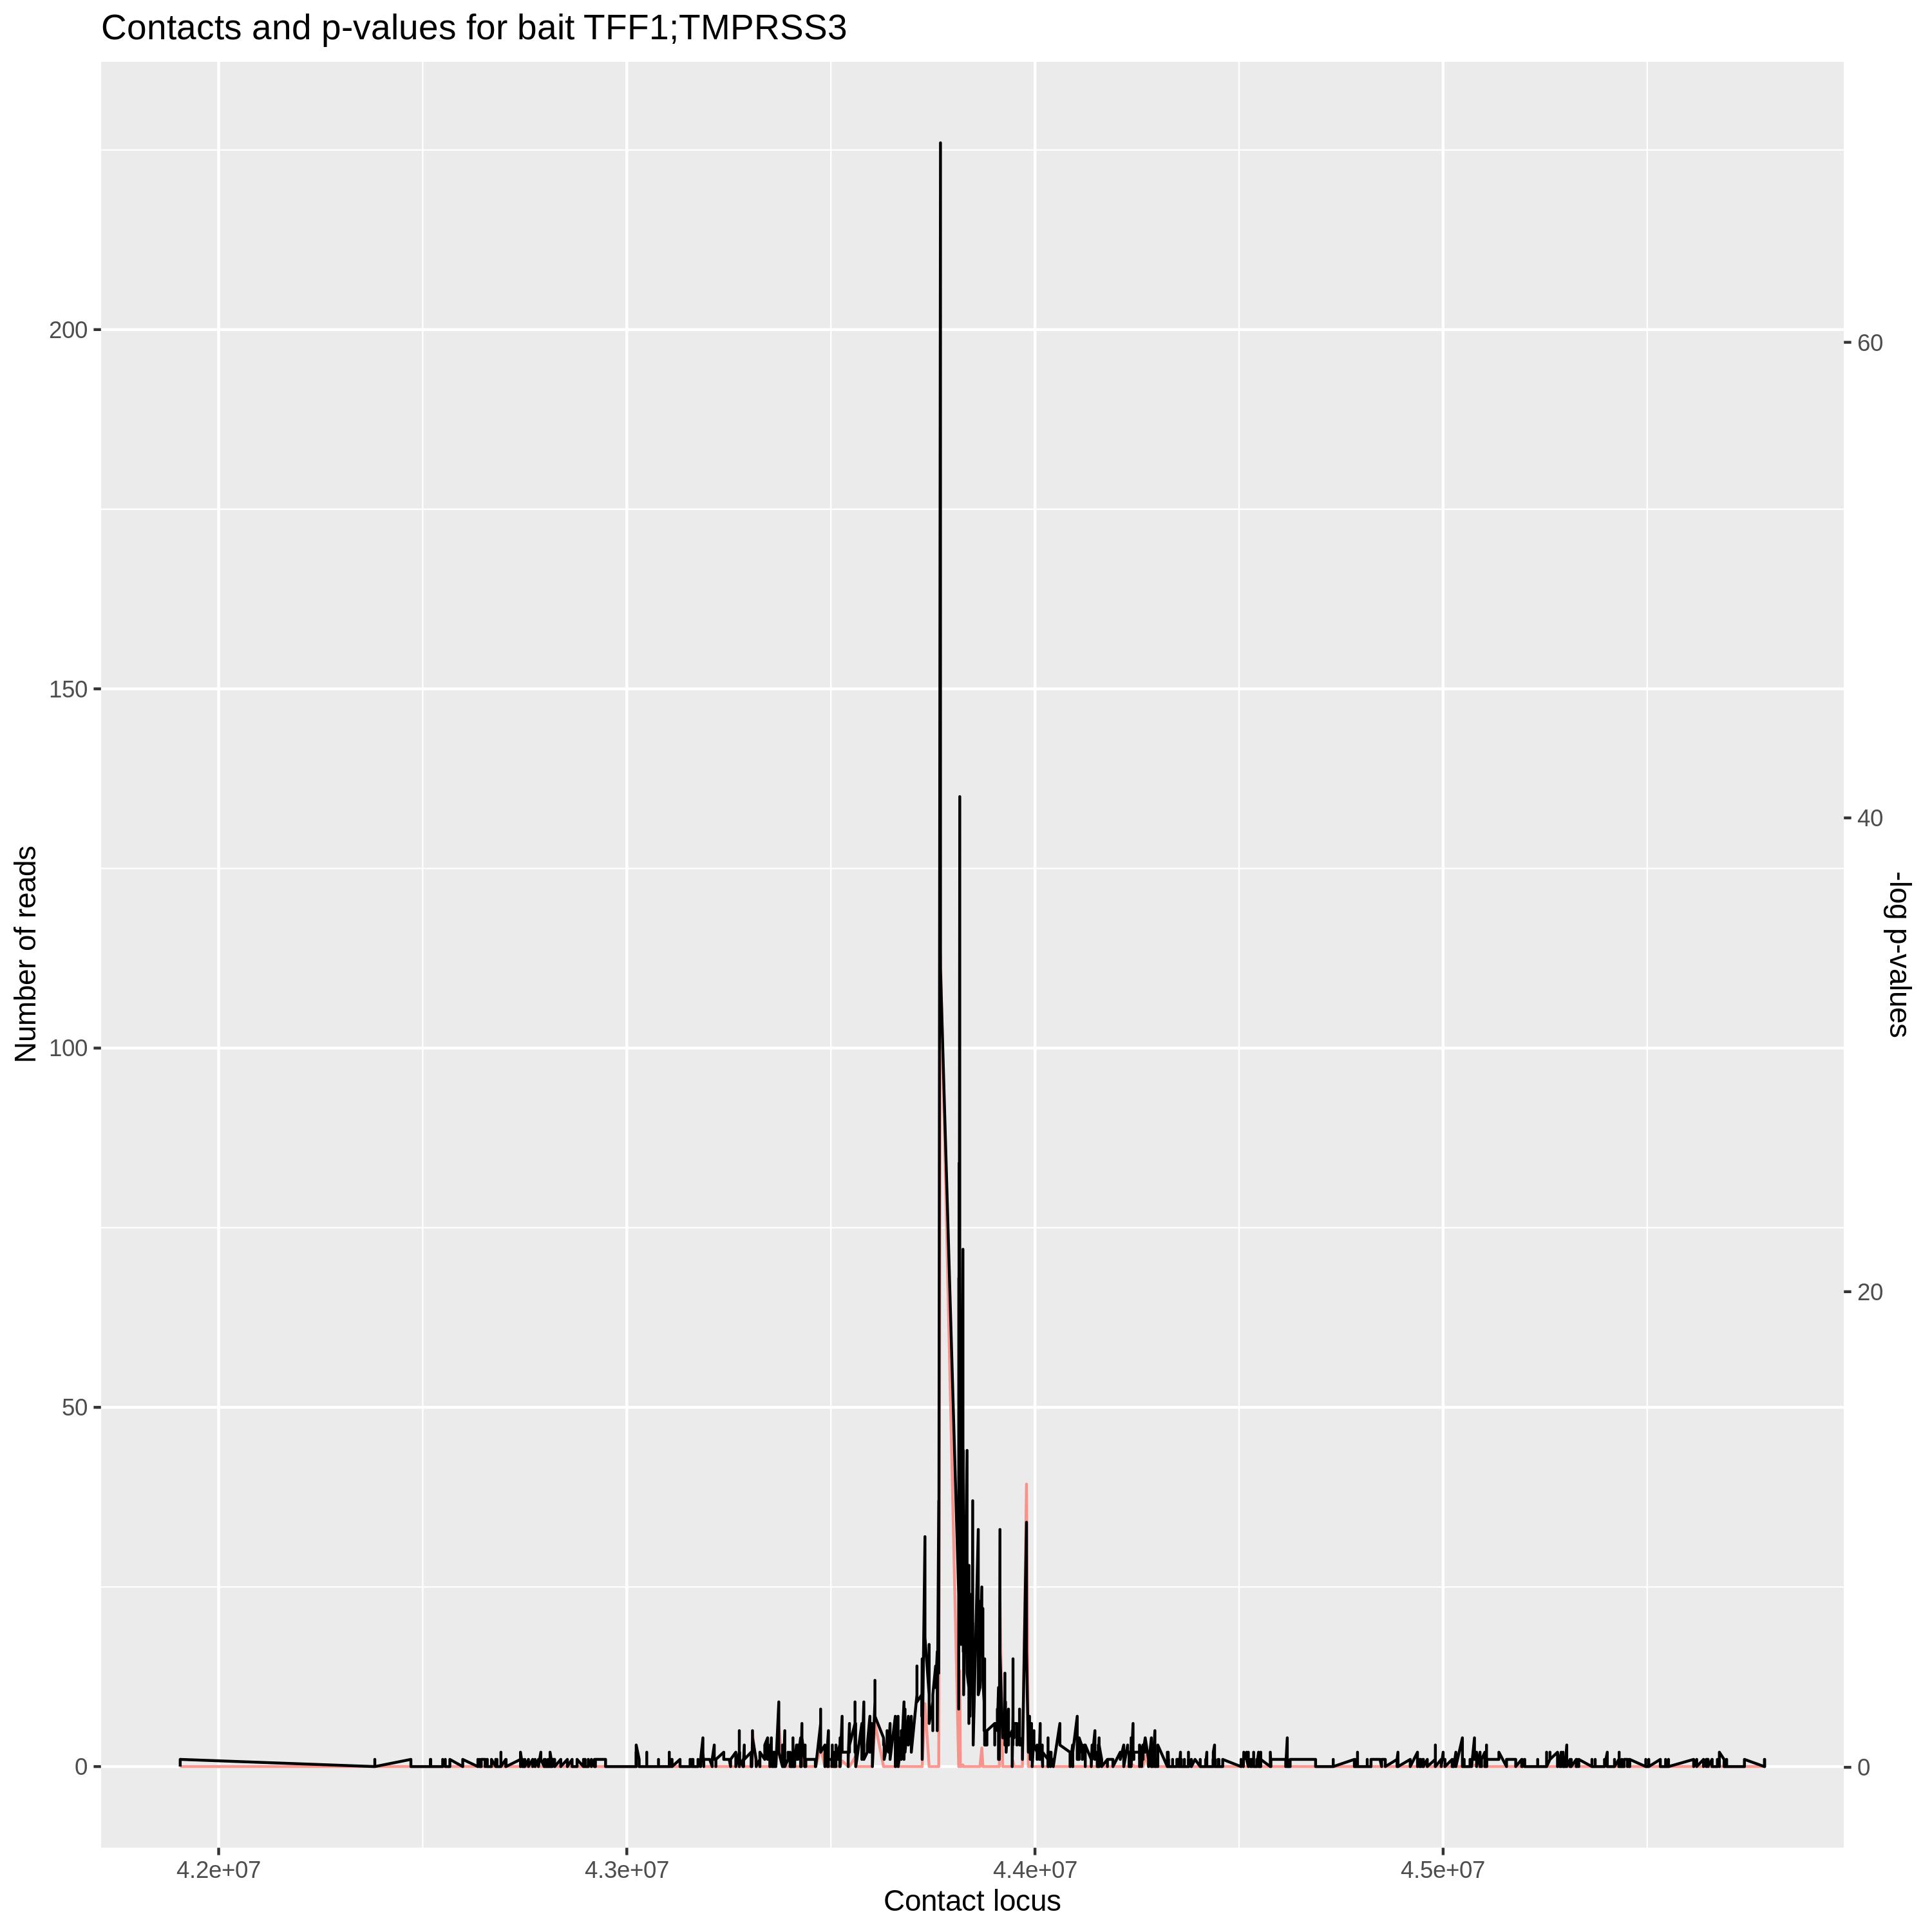 Contacts and p-values for bait TFF1;TMPRSS3
200
150
100
50
0
Number of reads
60
40
20
0
-log p-values
4.2e+07 4.3e+07 4.4e+07 4.5e+07
Contact locus